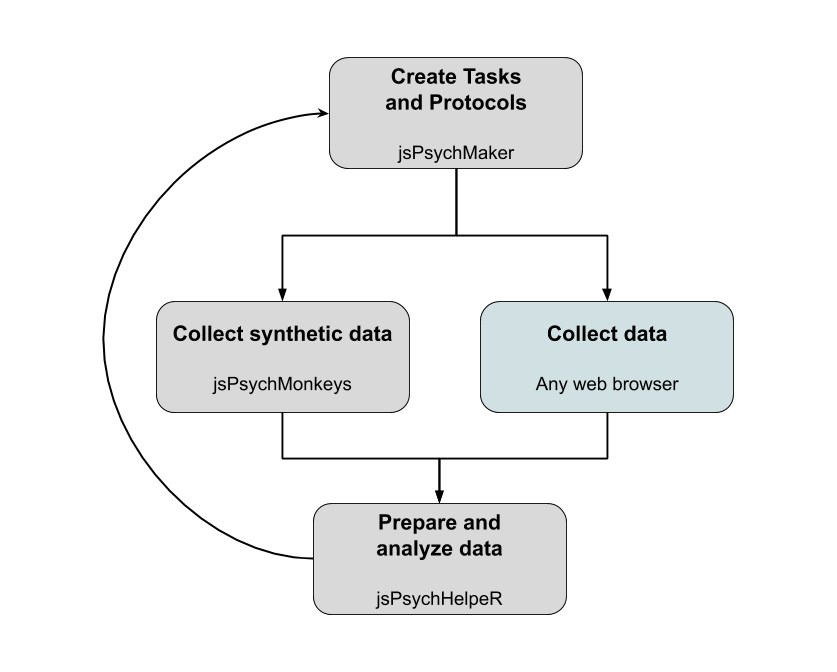 Create Tasks
and Protocols
jsPsychMaker
Collect synthetic data
jsPsychMonkeys
Collect data
Any web browser
Prepare and
analyze data
jsPsychHelpeR